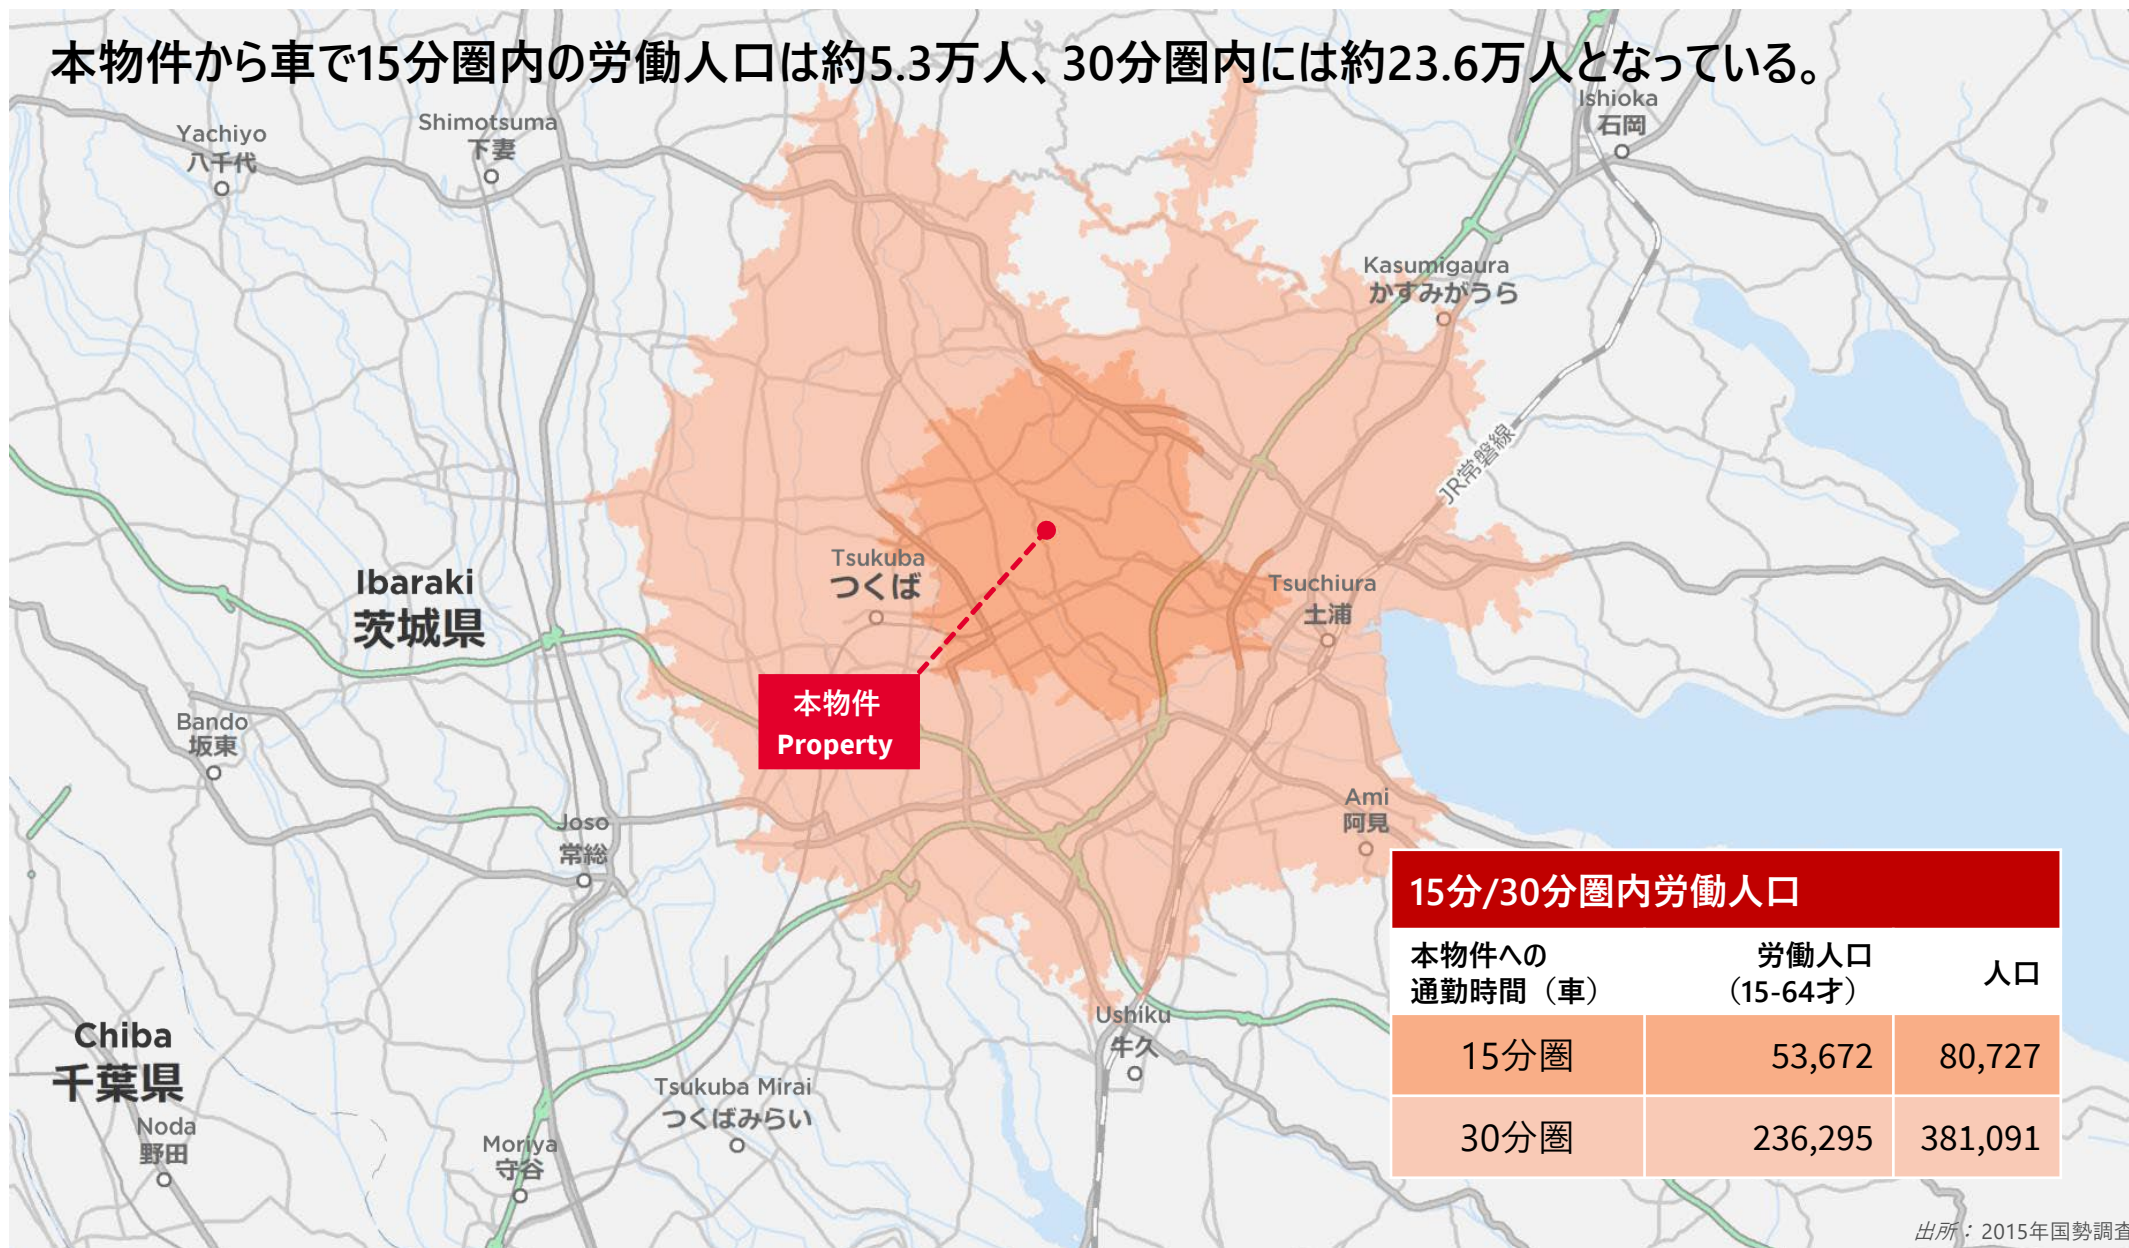 本物件から車で15分圏内の労働人口は約5.3万人、30分圏内には約23.6万人となっている。
Ishioka
石岡
Yachiyo
八千代
Shimotsuma
下妻
Kasumigaura
かすみがうら
JR常磐線
Tsukuba
つくば
Ibaraki
茨城県
Tsuchiura
土浦
本物件
Property
Bando
坂東
Joso
常総
Ami
阿見
15分/30分圏内労働人口
本物件への 労働人口 人口
通勤時間（車） （15-64才）
15分圏 53,672 80,727
30分圏 236,295 381,091
Ushiku
牛久
Chiba
千葉県
Tsukuba Mirai
つくばみらい
Noda
野田
Moriya
守谷
出所：2015年国勢調査